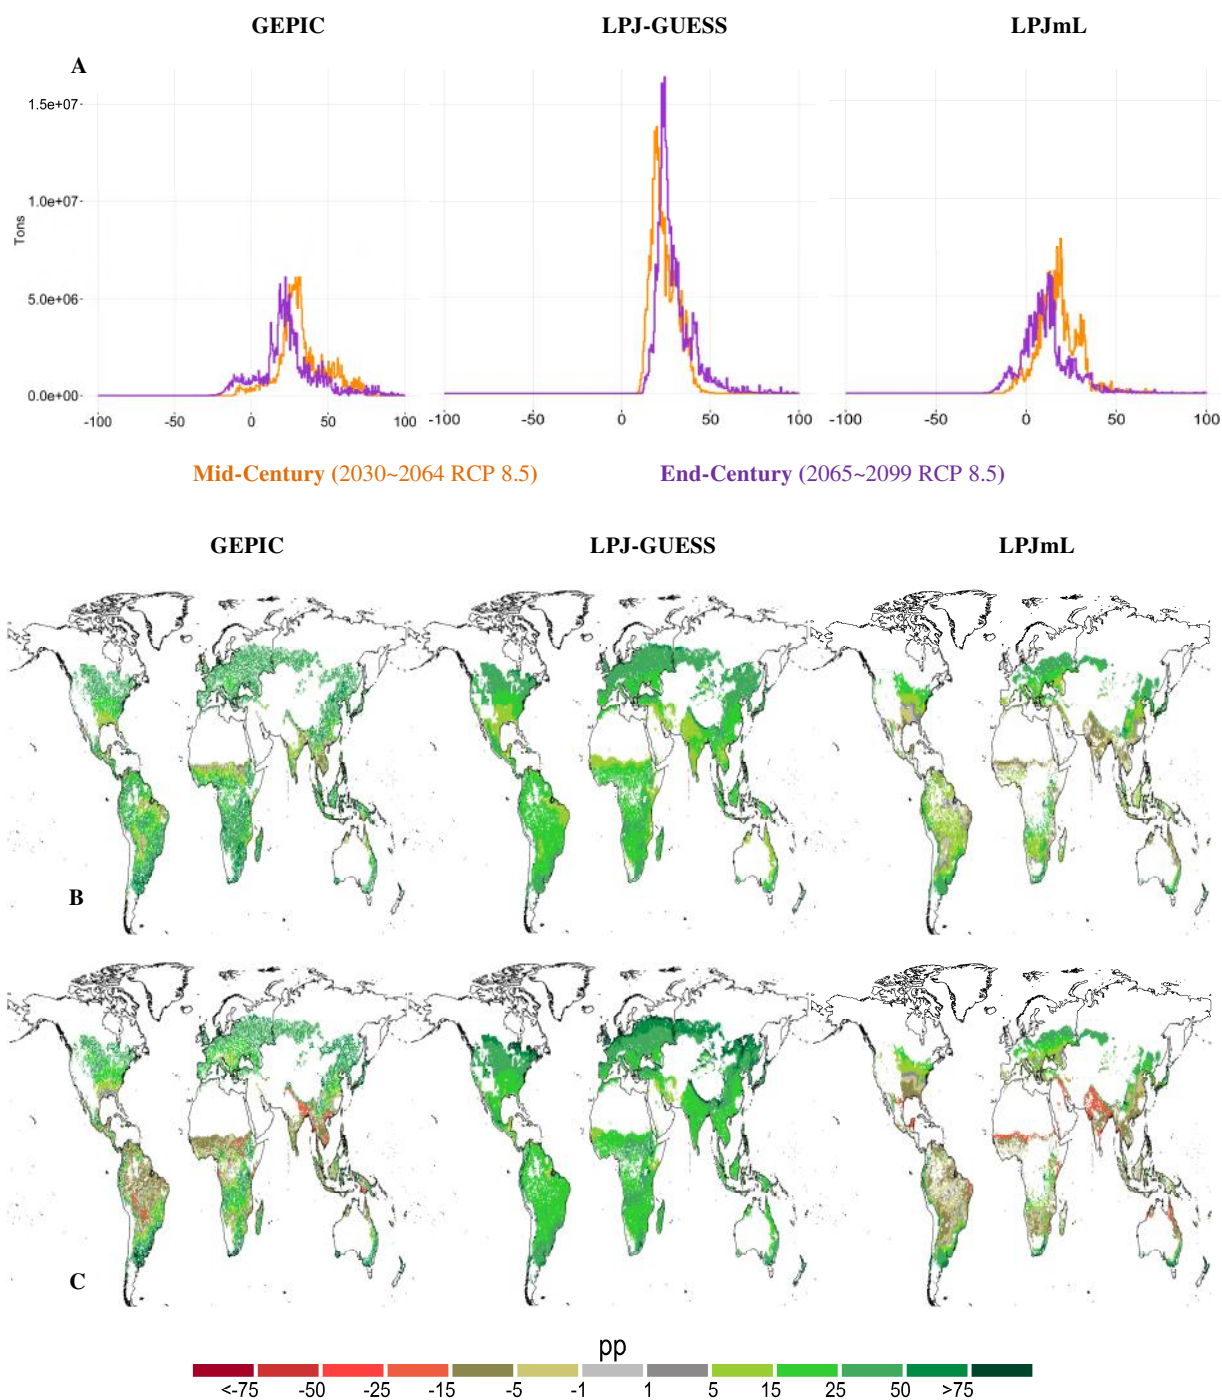 GEPIC LPJ-GUESS LPJmL
A
1.5e+07
1.0e+07
Tons
5.0e+06
0.0e+00
-100 -50 0 50 100 -100 -50 0 50 100 -100 -50 0 50 100
Mid-Century (2030~2064 RCP 8.5) End-Century (2065~2099 RCP 8.5)
GEPIC LPJ-GUESS LPJmL
B
C
pp
<-75 -50 -25 -15 -5 -1 1 5 15 25 50 >75